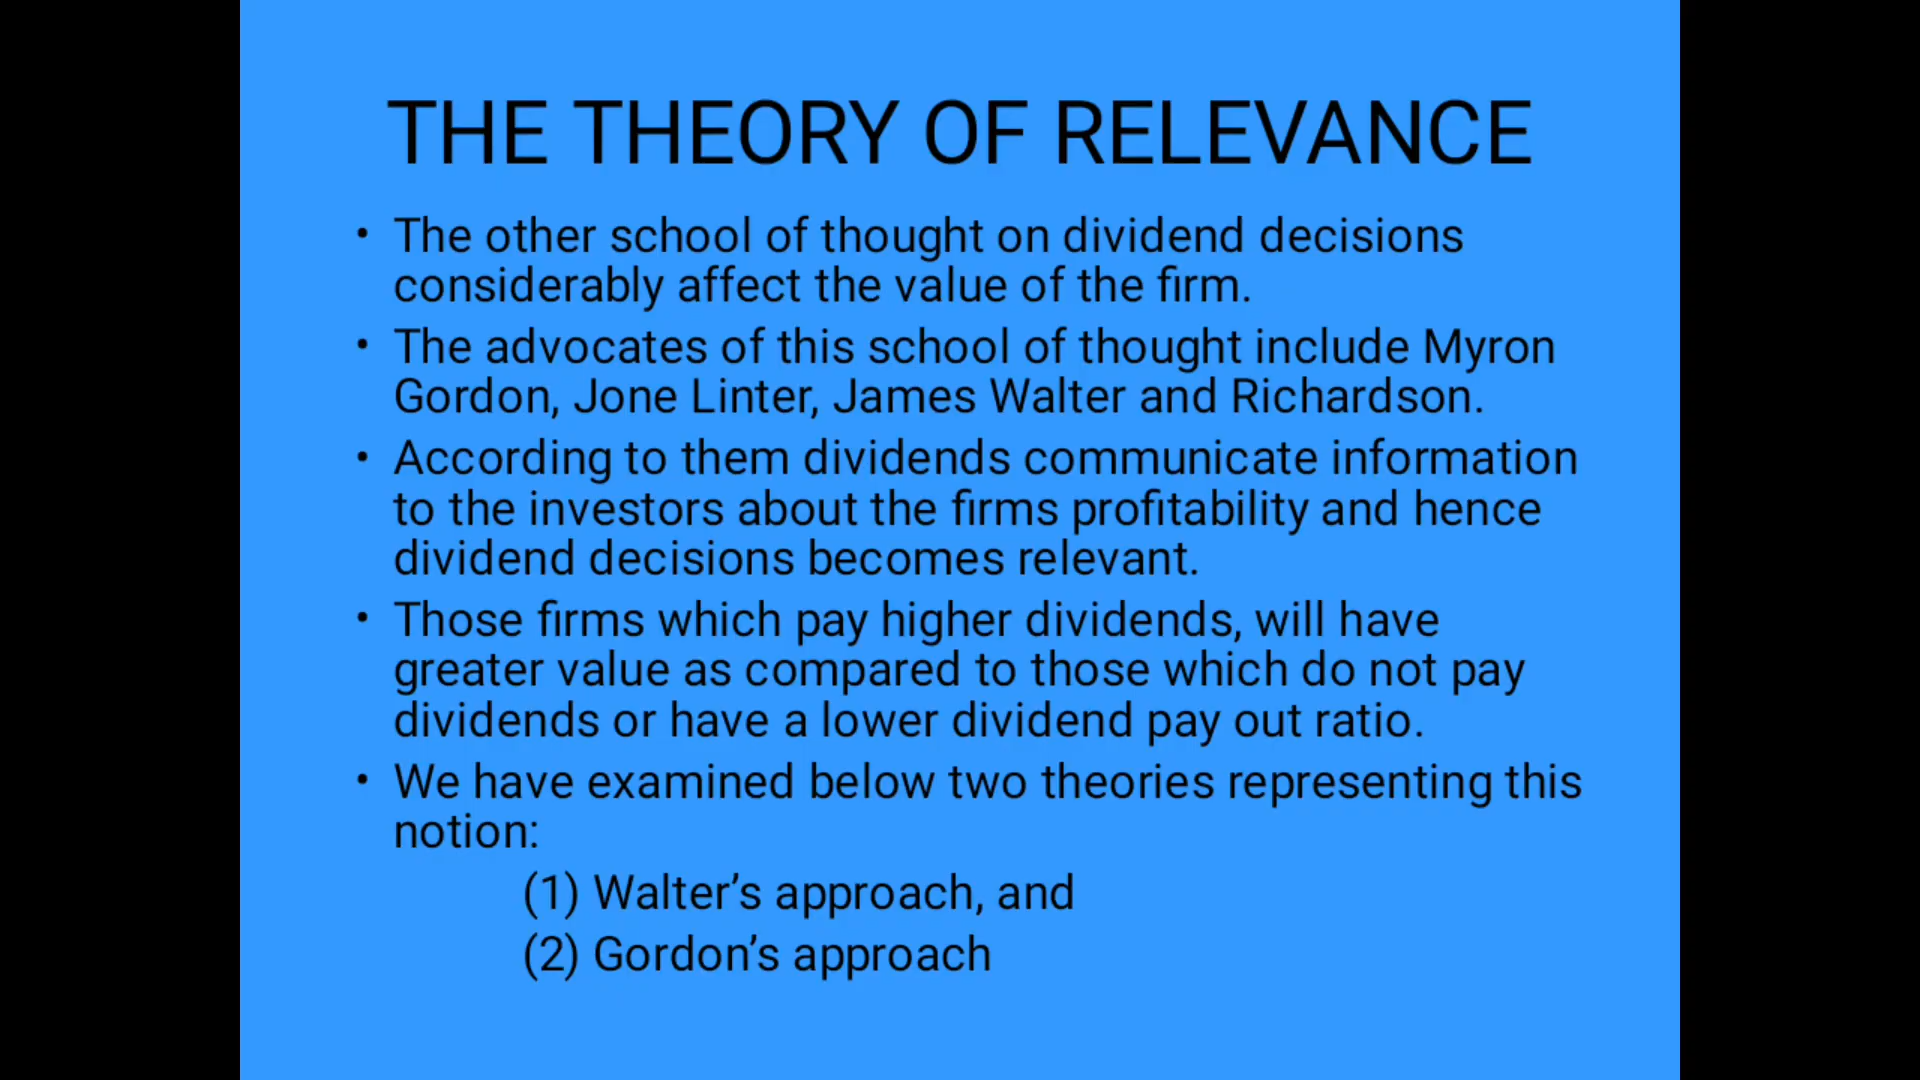 THE THEORY OF RELEVANCE
• The other school of thought on dividend decisions
considerably affect the value of the firm.
• The advocates of this school of thought include Myron
Gordon, Jone Linter, James Walter and Richardson.
• According to them dividends communicate information
to the investors about the firms profitability and hence
dividend decisions becomes relevant.
• Those firms which pay higher dividends, will have
greater value as compared to those which do not pay
dividends or have a lower dividend pay out ratio.
• We have examined below two theories representing this
notion:
(1) Walter’s approach, and
(2) Gordon’s approach